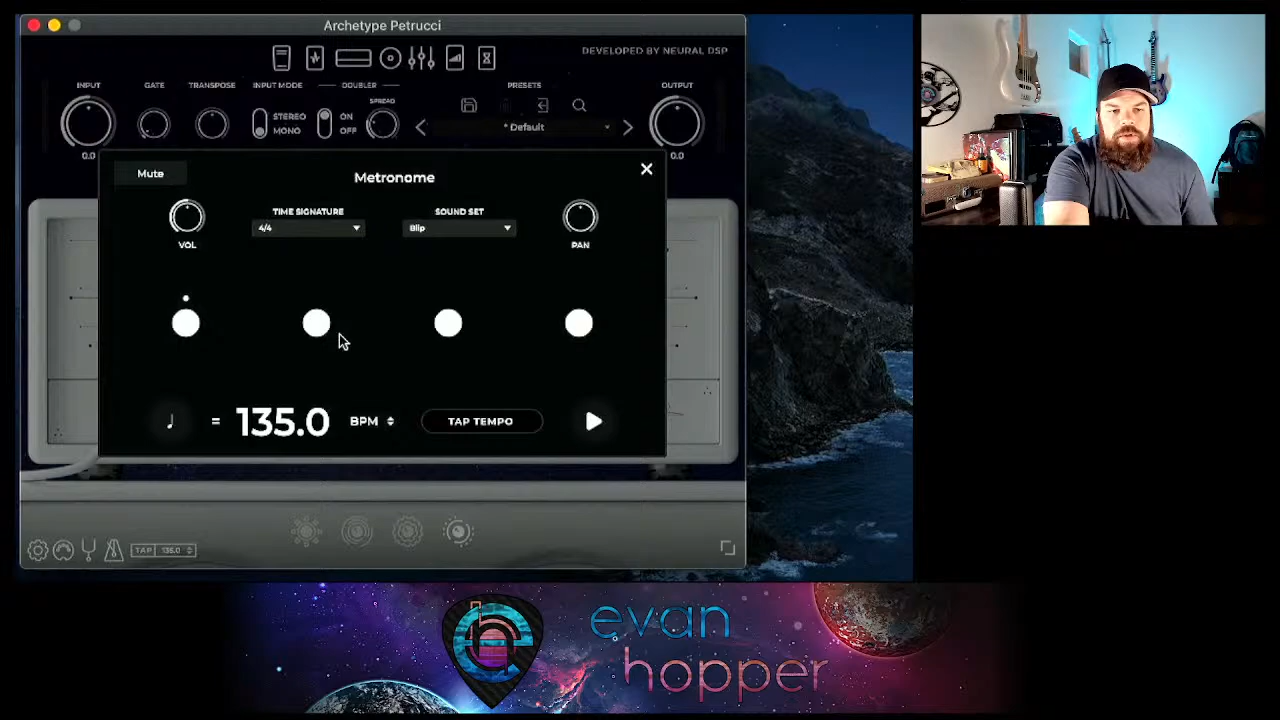 Archetype Petrucci
DEVELOPED BY NEURAL DSP
INPUT
GATE
TRANSPOSE
INPUT MODE
DOUBLER
SPREAD
PRESETS
OUTPUT
STEREO
MONO
ON
OFF
* Default
0.0
0.0
Mute
Metronome
TIME SIGNATURE
SOUND SET
4/4
Blip
VOL
PAN
♩ = 135.0 BPM
TAP TEMPO
TAP 135.0
evan
hopper